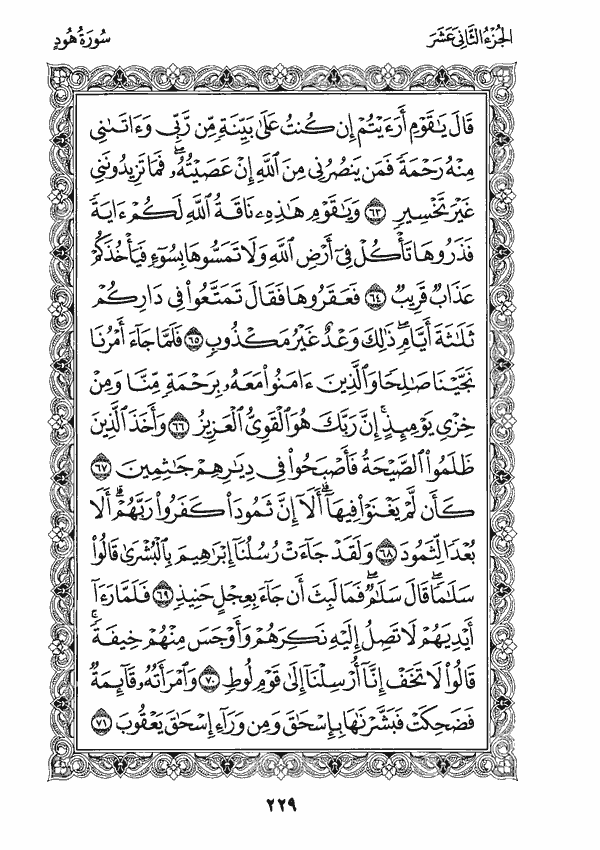 الجزء الثاني عشر
سورة هود
قَالَ يَٰقَوْمِ أَرَءَيْتُمْ إِن كُنتُ عَلَىٰ بَيِّنَةٍ مِّن رَّبِّي وَءَاتَىٰنِي
مِنْهُ رَحْمَةً فَمَن يَنصُرُنِي مِنَ ٱللَّهِ إِنْ عَصَيْتُهُۥ ۖ فَمَا تَزِيدُونَنِي
غَيْرَ تَخْسِيرٍ ٦٣ وَيَٰقَوْمِ هَٰذِهِۦ نَاقَةُ ٱللَّهِ لَكُمْ ءَايَةً
فَذَرُوهَا تَأْكُلْ فِىٓ أَرْضِ ٱللَّهِ وَلَا تَمَسُّوهَا بِسُوٓءٍ فَيَأْخُذَكُمْ
عَذَابٌ قَرِيبٌ ٦٤ فَعَقَرُوهَا فَقَالَ تَمَتَّعُوا۟ فِى دَارِكُمْ
ثَلَٰثَةَ أَيَّامٍ ۖ ذَٰلِكَ وَعْدٌ غَيْرُ مَكْذُوبٍ ٦٥ فَلَمَّا جَآءَ أَمْرُنَا
نَجَّيْنَا صَٰلِحًا وَٱلَّذِينَ ءَامَنُوا۟ مَعَهُۥ بِرَحْمَةٍ مِّنَّا وَمِنْ
خِزْىِ يَوْمِئِذٍ ۗ إِنَّ رَبَّكَ هُوَ ٱلْقَوِىُّ ٱلْعَزِيزُ ٦٦ وَأَخَذَ ٱلَّذِينَ
ظَلَمُوا۟ ٱلصَّيْحَةُ فَأَصْبَحُوا۟ فِى دِيَٰرِهِمْ جَٰثِمِينَ ٦٧
كَأَن لَّمْ يَغْنَوْا۟ فِيهَآ ۗ أَلَآ إِنَّ ثَمُودَا۟ كَفَرُوا۟ رَبَّهُمْ ۗ أَلَا
بُعْدًا لِّثَمُودَ ٦٨ وَلَقَدْ جَآءَتْ رُسُلُنَآ إِبْرَٰهِيمَ بِٱلْبُشْرَىٰ قَالُوا۟
سَلَٰمًا ۖ قَالَ سَلَٰمٌ ۖ فَمَا لَبِثَ أَن جَآءَ بِعِجْلٍ حَنِيذٍ ٦٩ فَلَمَّا رَءَآ
أَيْدِيَهُمْ لَا تَصِلُ إِلَيْهِ نَكِرَهُمْ وَأَوْجَسَ مِنْهُمْ خِيفَةً ۚ
قَالُوا۟ لَا تَخَفْ إِنَّآ أُرْسِلْنَآ إِلَىٰ قَوْمِ لُوطٍ ٧٠ وَٱمْرَأَتُهُۥ قَآئِمَةٌ
فَضَحِكَتْ فَبَشَّرْنَٰهَا بِإِسْحَٰقَ وَمِن وَرَآءِ إِسْحَٰقَ يَعْقُوبَ ٧١
٢٢٩